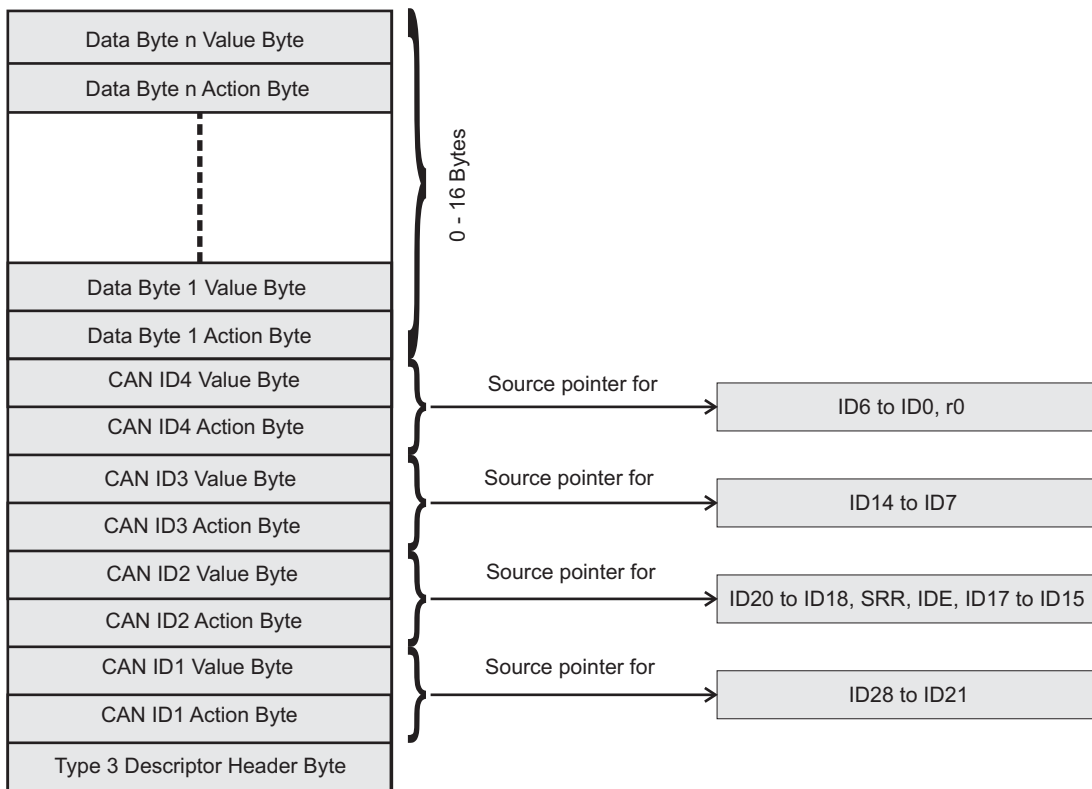 Data Byte n Value Byte
Data Byte n Action Byte
0 - 16 Bytes
Data Byte 1 Value Byte
Data Byte 1 Action Byte
CAN ID4 Value Byte
Source pointer for
ID6 to ID0, r0
CAN ID4 Action Byte
CAN ID3 Value Byte
Source pointer for
ID14 to ID7
CAN ID3 Action Byte
CAN ID2 Value Byte
Source pointer for
ID20 to ID18, SRR, IDE, ID17 to ID15
CAN ID2 Action Byte
CAN ID1 Value Byte
Source pointer for
ID28 to ID21
CAN ID1 Action Byte
Type 3 Descriptor Header Byte